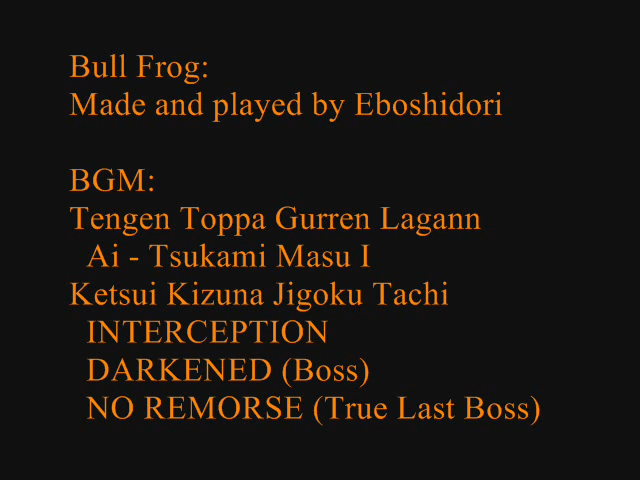 Bull Frog:
Made and played by Eboshidori
BGM:
Tengen Toppa Gurren Lagann
Ai - Tsukami Masu I
Ketsui Kizuna Jigoku Tachi
INTERCEPTION
DARKENED (Boss)
NO REMORSE (True Last Boss)